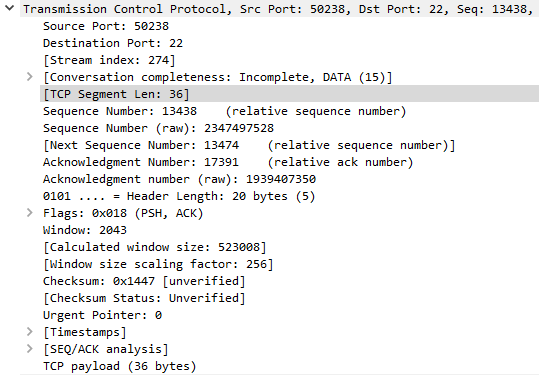 Transmission Control Protocol, Src Port: 50238, Dst Port: 22, Seq: 13438,
Source Port: 50238
Destination Port: 22
[Stream index: 274]
[Conversation completeness: Incomplete, DATA (15)]
[TCP Segment Len: 36]
Sequence Number: 13438    (relative sequence number)
Sequence Number (raw): 2347497528
[Next Sequence Number: 13474    (relative sequence number)]
Acknowledgment Number: 17391    (relative ack number)
Acknowledgment number (raw): 1939407350
0101 .... = Header Length: 20 bytes (5)
Flags: 0x018 (PSH, ACK)
Window: 2043
[Calculated window size: 523008]
[Window size scaling factor: 256]
Checksum: 0x1447 [unverified]
[Checksum Status: Unverified]
Urgent Pointer: 0
[Timestamps]
[SEQ/ACK analysis]
TCP payload (36 bytes)